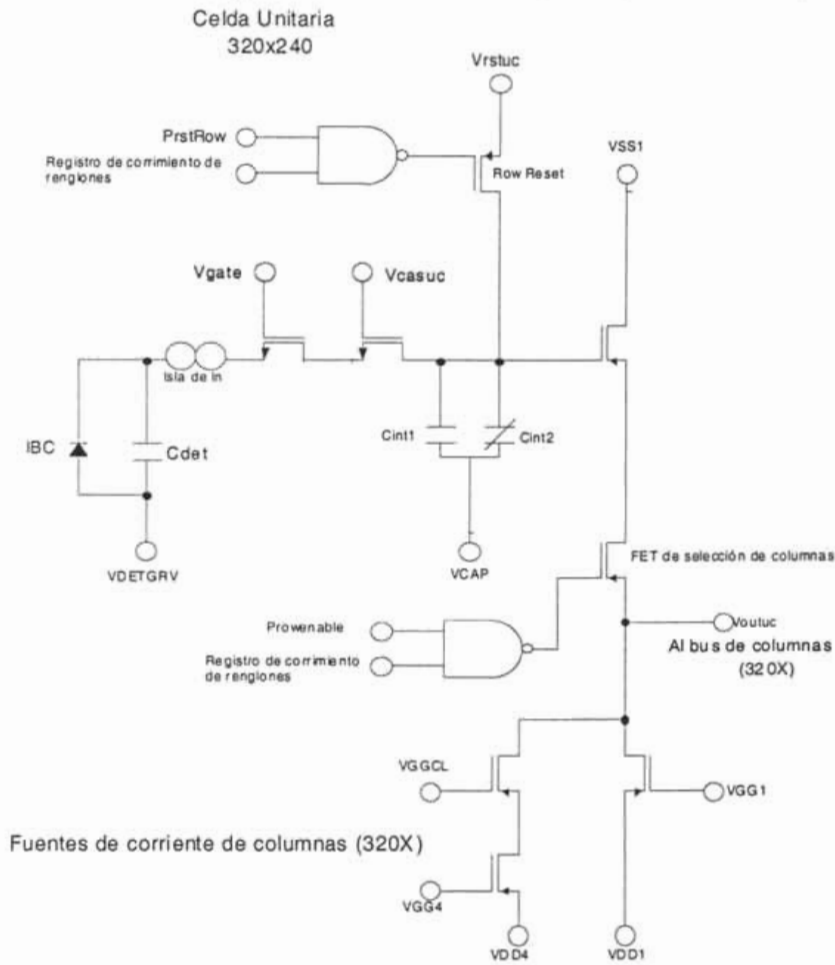 Celda Unitaria
320x240
Vrstuc
PrstRow
Registro de corrimiento de
renglones
Row Reset
VSS1
Vgate
Vcasuc
Isla de In
IBC
Cdet
Cint1
Cint2
VDETGRV
VCAP
FET de selección de columnas
Prowenable
Registro de corrimiento
de renglones
Voutuc
Al bus de columnas
(320X)
VGGCL
VGG1
Fuentes de corriente de columnas (320X)
VGG4
VDD4
VDD1